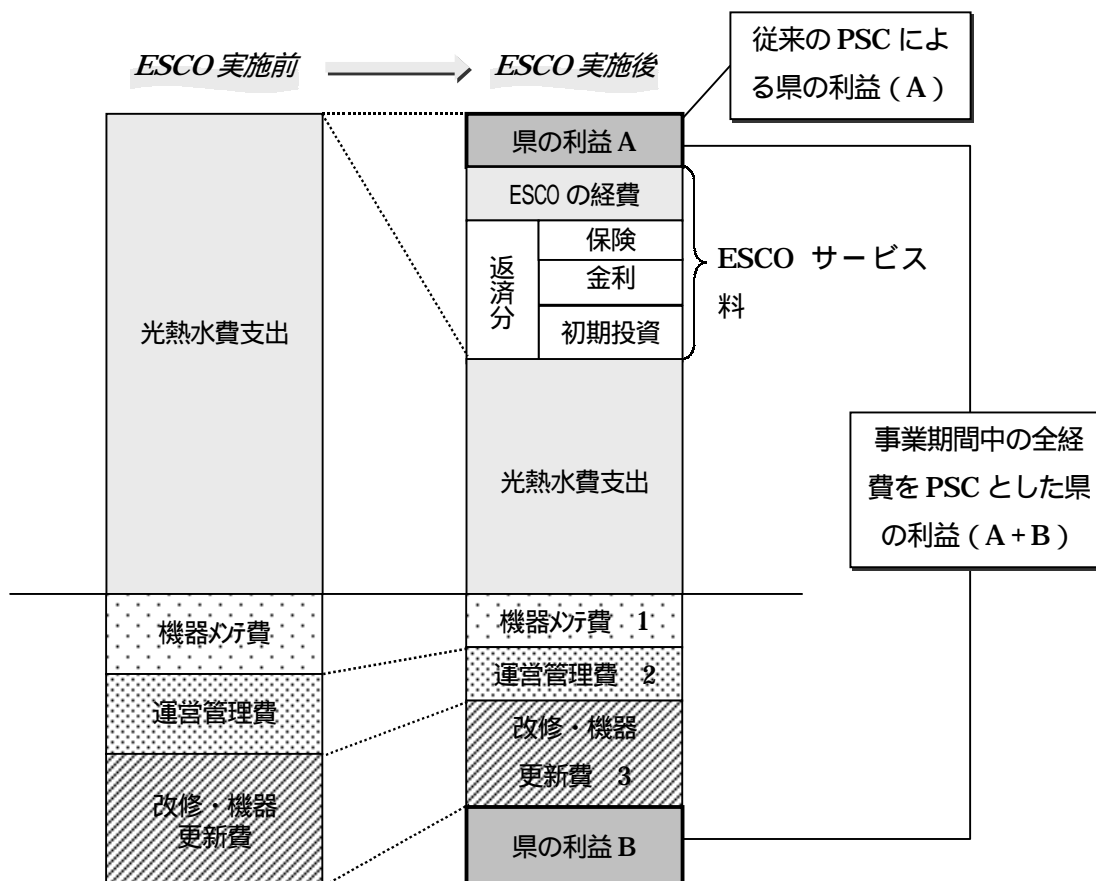 従来の PSC によ
る県の利益 ( A )
ESCO 実施前
ESCO 実施後
県の利益 A
ESCO の経費
返済分
保険
金利
初期投資
ESCO サービス
料
光熱水費支出
光熱水費支出
事業期間中の全経
費を PSC とした県
の利益 ( A + B )
機器ﾒﾝﾃ費
機器ﾒﾝﾃ費 1
運営管理費
運営管理費 2
改修・機器
更新費
改修・機器
更新費 3
県の利益 B